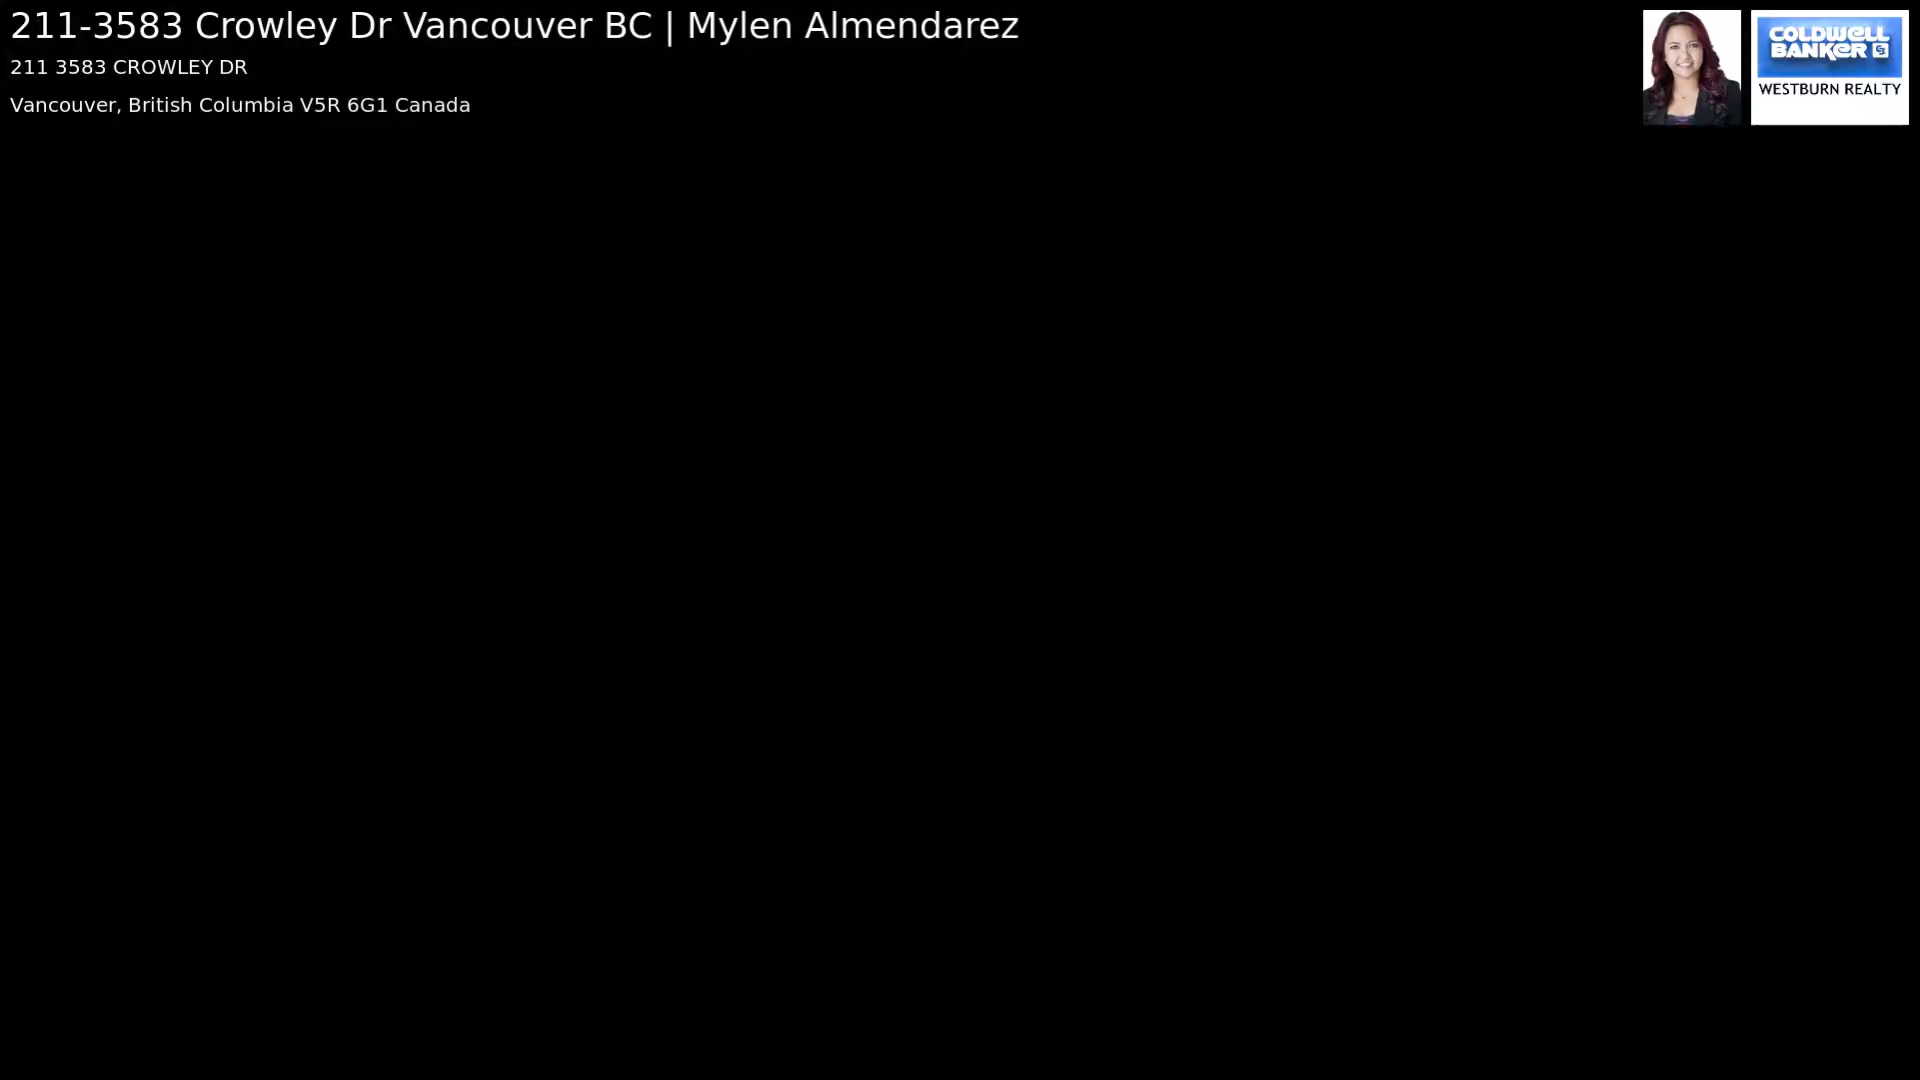 211-3583 Crowley Dr Vancouver BC | Mylen Almendarez
211 3583 CROWLEY DR
Vancouver, British Columbia V5R 6G1 Canada
COLDWELL
BANKER CB
WESTBURN REALTY